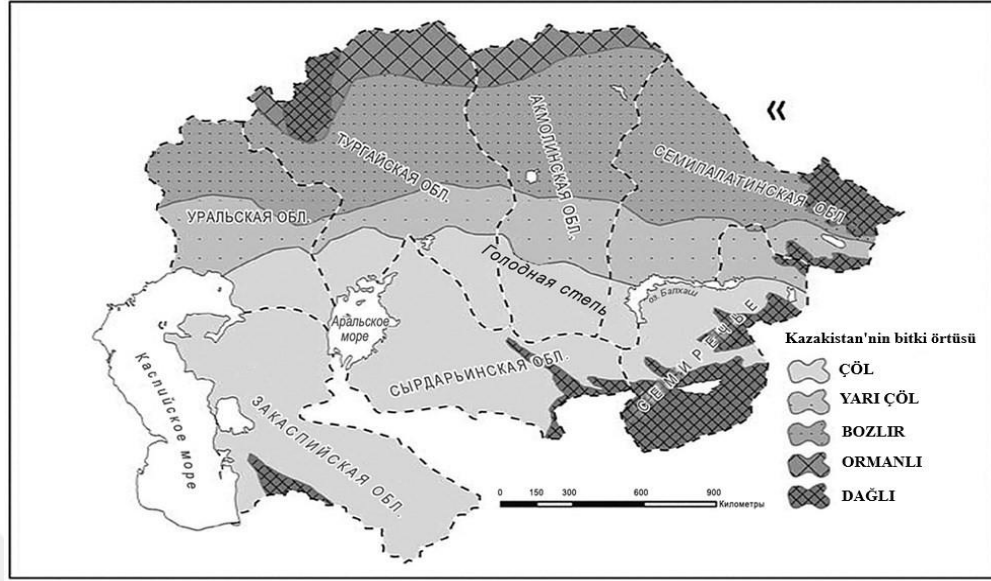 «
АКМОЛИНСКАЯ ОБЛ.
ТУРГАЙСКАЯ ОБЛ.
СЕМИПАЛАТИНСКАЯ ОБЛ
УРАЛЬСКАЯ ОБЛ.
Голодная степь
оз. Балхаш
Аральское
море
СЕМИРЕЧЬЕ
Каспийское море
СЫРДАРЬИНСКАЯ ОБЛ.
ЗАКАСПИЙСКАЯ ОБЛ.
Kazakistan'nin bitki örtüsü
ÇÖL
YARI ÇÖL
BOZLIR
ORMANLI
DAĞLI
0 150 300 600 900
Километры